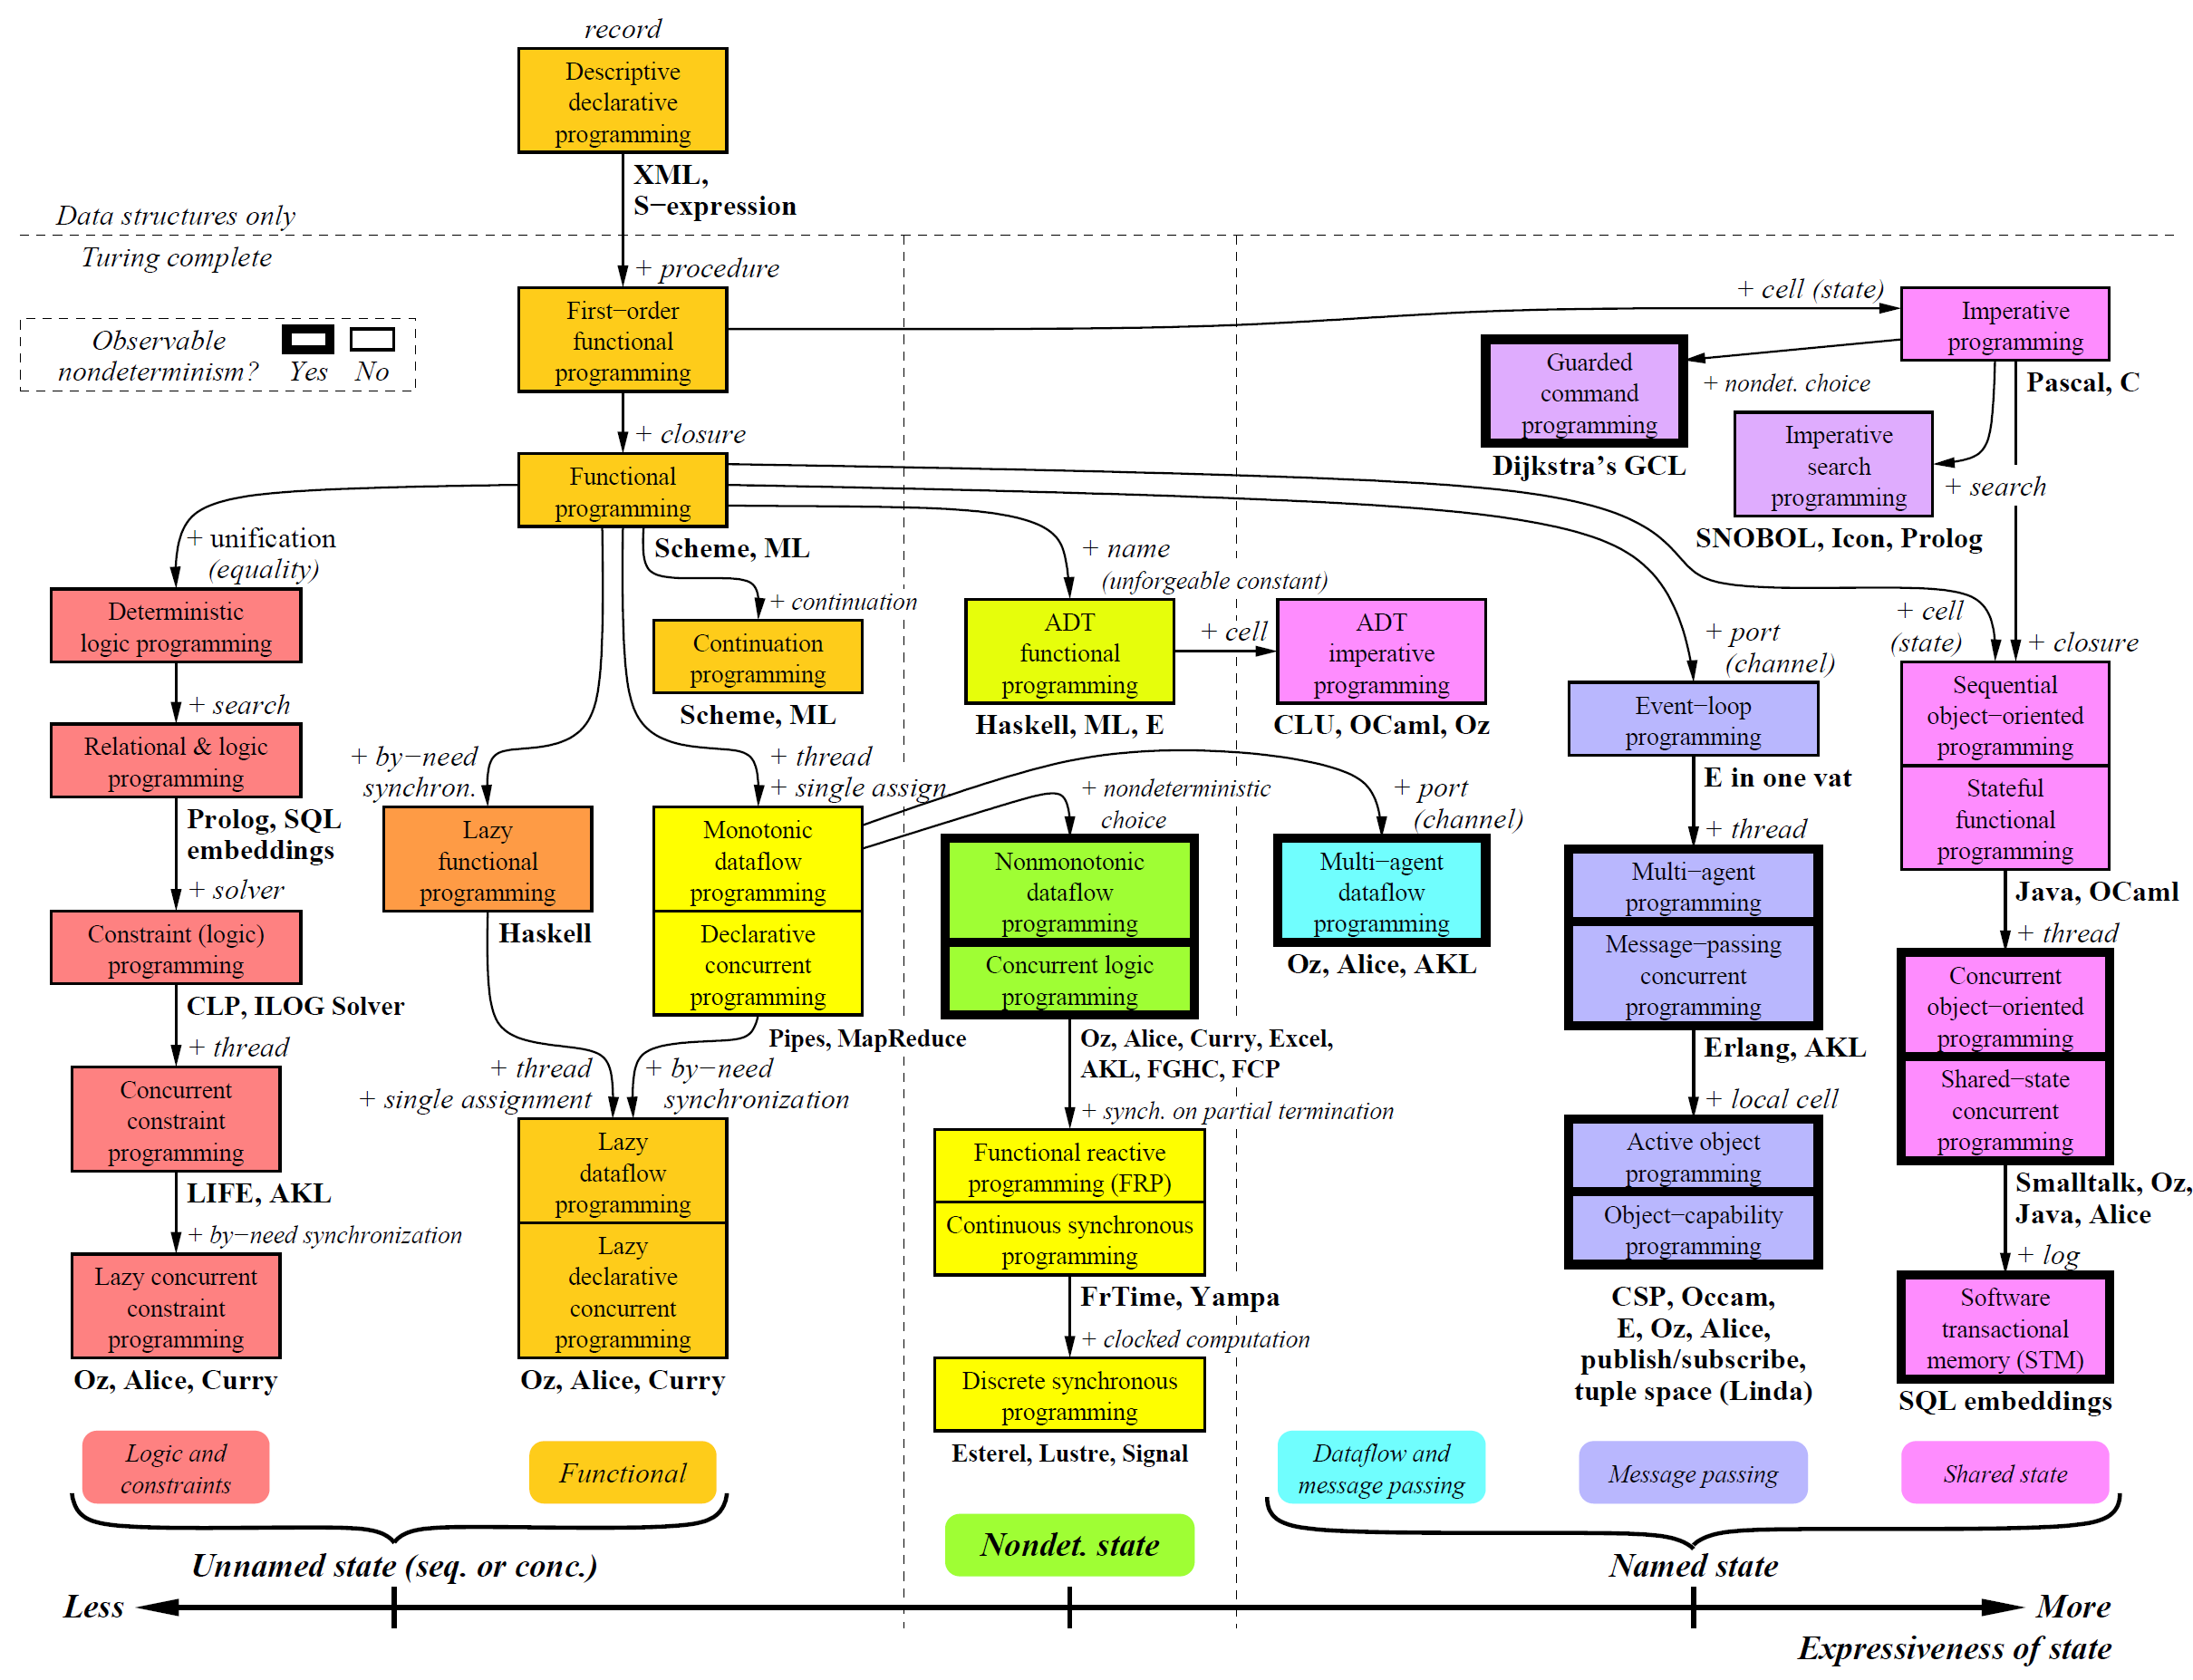 record
Descriptive
declarative
programming
XML,
S−expression
Data structures only
Turing complete
+ procedure
Observable
nondeterminism?
Yes
No
First−order
functional
programming
+ cell (state)
Imperative
programming
Pascal, C
Guarded
command
programming
+ nondet. choice
Dijkstra's GCL
Imperative
search
programming
+ search
SNOBOL, Icon, Prolog
+ closure
Functional
programming
Scheme, ML
+ unification
(equality)
Deterministic
logic programming
+ search
Relational & logic
programming
Prolog, SQL
embeddings
+ solver
Constraint (logic)
programming
CLP, ILOG Solver
+ thread
Concurrent
constraint
programming
LIFE, AKL
+ by−need synchronization
Lazy concurrent
constraint
programming
Oz, Alice, Curry
+ continuation
Continuation
programming
Scheme, ML
+ by−need
synchron.
Lazy
functional
programming
Haskell
+ thread
+ single assign
Monotonic
dataflow
programming
Declarative
concurrent
programming
Pipes, MapReduce
+ thread
+ single assignment
+ by−need
synchronization
Lazy
dataflow
programming
Lazy
declarative
concurrent
programming
Oz, Alice, Curry
+ name
(unforgeable constant)
ADT
functional
programming
Haskell, ML, E
+ cell
ADT
imperative
programming
CLU, OCaml, Oz
+ nondeterministic
choice
Nonmonotonic
dataflow
programming
Concurrent logic
programming
Oz, Alice, Curry, Excel,
AKL, FGHC, FCP
+ synch. on partial termination
Functional reactive
programming (FRP)
Continuous synchronous
programming
FrTime, Yampa
+ clocked computation
Discrete synchronous
programming
Esterel, Lustre, Signal
+ port
(channel)
Multi−agent
dataflow
programming
Oz, Alice, AKL
+ port
(channel)
Event−loop
programming
E in one vat
+ thread
Multi−agent
programming
Message−passing
concurrent
programming
Erlang, AKL
+ local cell
Active object
programming
Object−capability
programming
CSP, Occam,
E, Oz, Alice,
publish/subscribe,
tuple space (Linda)
+ cell
(state)
+ closure
Sequential
object−oriented
programming
Stateful
functional
programming
Java, OCaml
+ thread
Concurrent
object−oriented
programming
Shared−state
concurrent
programming
Smalltalk, Oz,
Java, Alice
+ log
Software
transactional
memory (STM)
SQL embeddings
Logic and
constraints
Functional
Dataflow and
message passing
Message passing
Shared state
Unnamed state (seq. or conc.)
Nondet. state
Named state
Less
More
Expressiveness of state